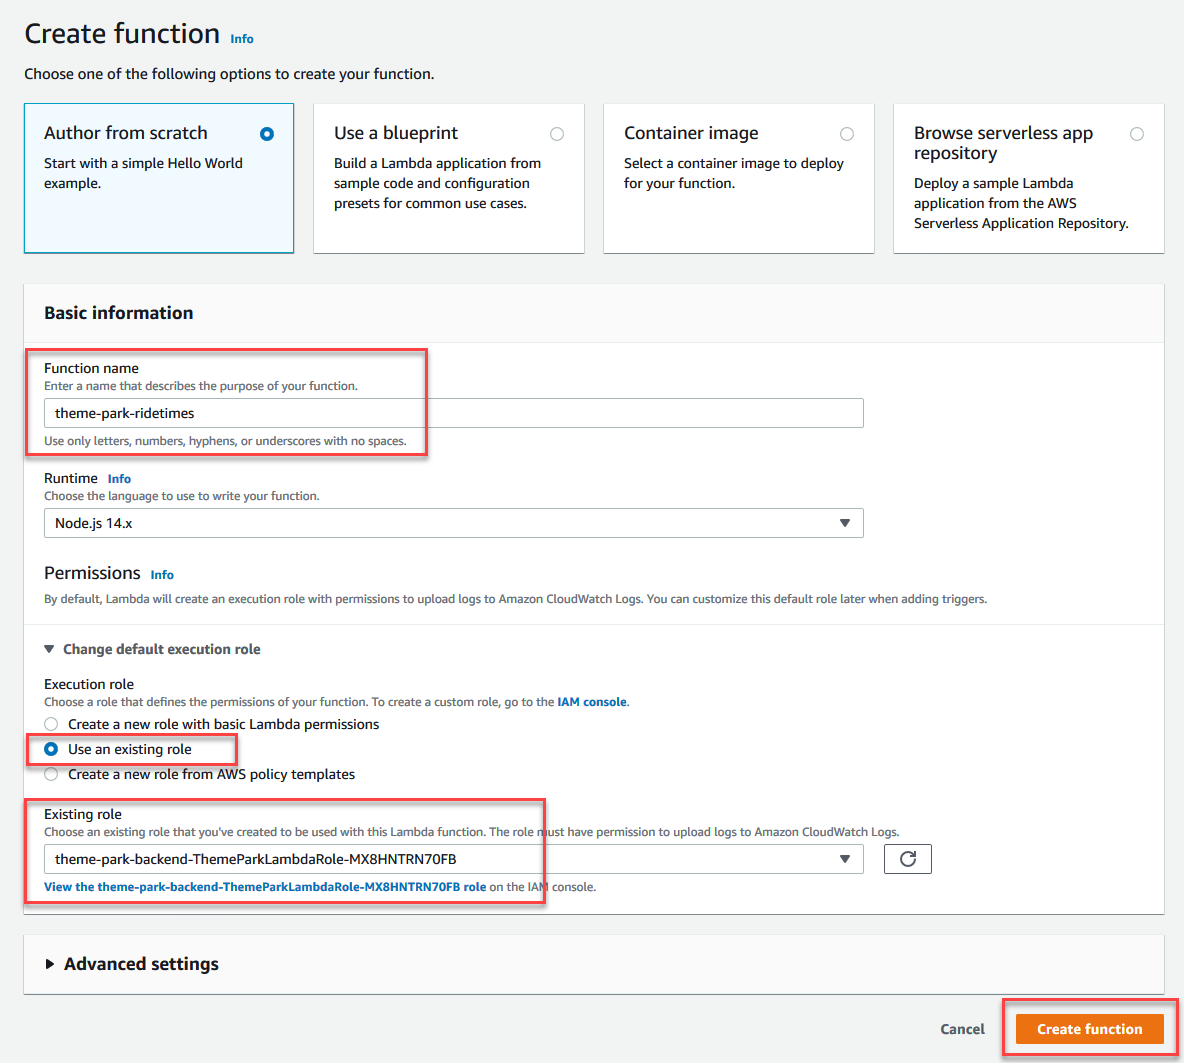 Create function Info
Choose one of the following options to create your function.
Author from scratch
Start with a simple Hello World
example.
Use a blueprint
Build a Lambda application from
sample code and configuration
presets for common use cases.
Container image
Select a container image to deploy
for your function.
Browse serverless app
repository
Deploy a sample Lambda
application from the AWS
Serverless Application Repository.
Basic information
Function name
Enter a name that describes the purpose of your function.
theme-park-ridetimes
Use only letters, numbers, hyphens, or underscores with no spaces.
Runtime Info
Choose the language to use to write your function.
Node.js 14.x
Permissions Info
By default, Lambda will create an execution role with permissions to upload logs to Amazon CloudWatch Logs. You can customize this default role later when adding triggers.
Change default execution role
Execution role
Choose a role that defines the permissions of your function. To create a custom role, go to the IAM console.
Create a new role with basic Lambda permissions
Use an existing role
Create a new role from AWS policy templates
Existing role
Choose an existing role that you've created to be used with this Lambda function. The role must have permission to upload logs to Amazon CloudWatch Logs.
theme-park-backend-ThemeParkLambdaRole-MX8HNTRN70FB
View the theme-park-backend-ThemeParkLambdaRole-MX8HNTRN70FB role on the IAM console.
Advanced settings
Cancel Create function